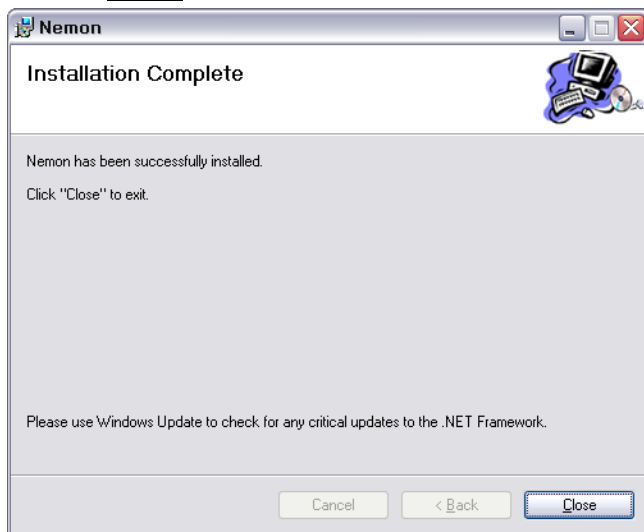 Nemon
Installation Complete
Nemon has been successfully installed.
Click "Close" to exit.
Please use Windows Update to check for any critical updates to the .NET Framework.
Cancel
< Back
Close